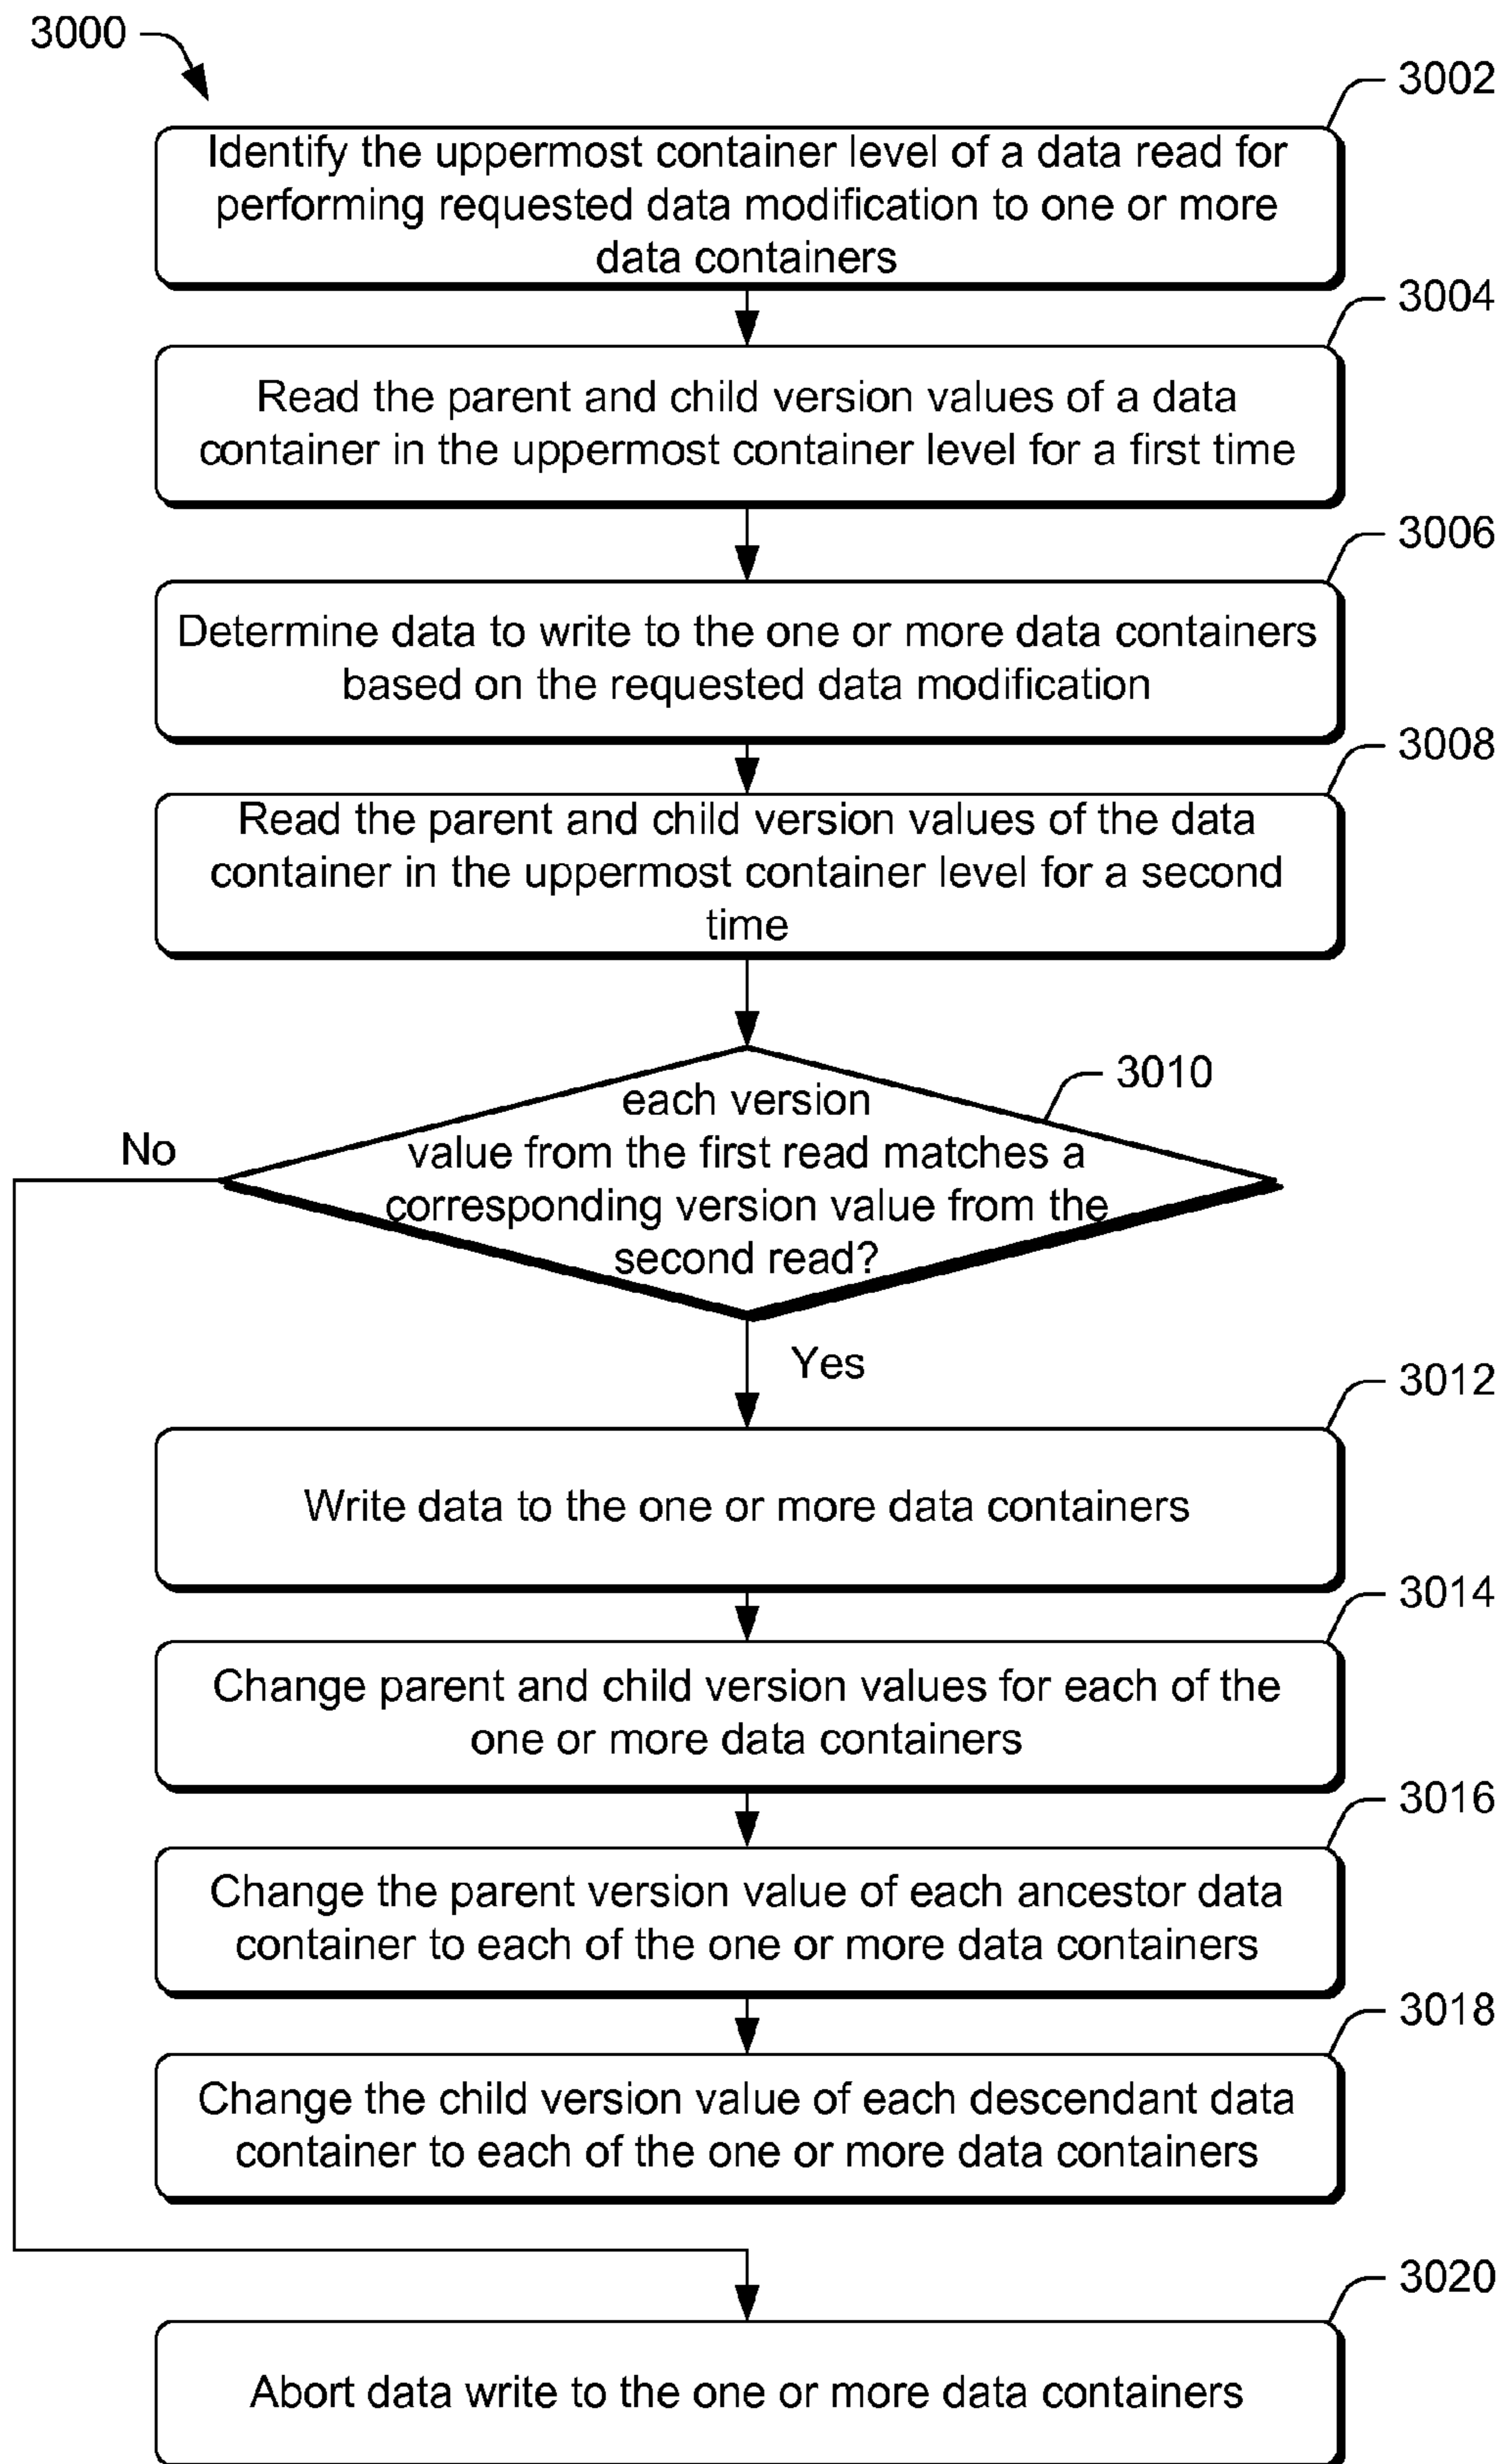 3000
3002
Identify the uppermost container level of a data read for
performing requested data modification to one or more
data containers
3004
Read the parent and child version values of a data
container in the uppermost container level for a first time
3006
Determine data to write to the one or more data containers
based on the requested data modification
3008
Read the parent and child version values of the data
container in the uppermost container level for a second
time
3010
each version
value from the first read matches a
corresponding version value from the
second read?
No
Yes
3012
Write data to the one or more data containers
3014
Change parent and child version values for each of the
one or more data containers
3016
Change the parent version value of each ancestor data
container to each of the one or more data containers
3018
Change the child version value of each descendant data
container to each of the one or more data containers
3020
Abort data write to the one or more data containers